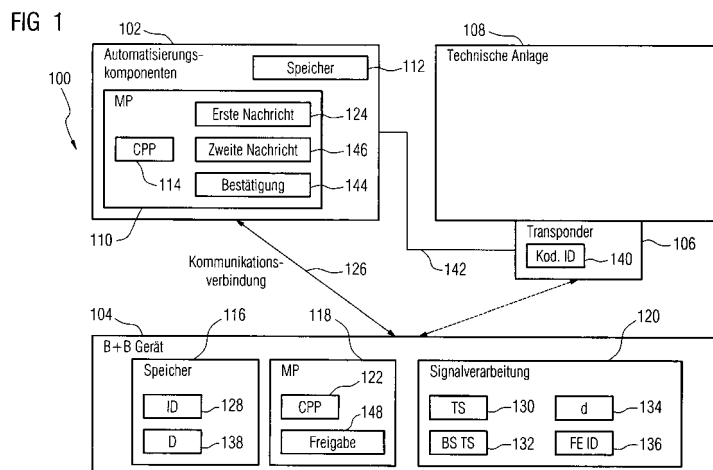 FIG 1
102
108
Automatisierungs-
komponenten
Speicher
112
Technische Anlage
100
MP
Erste Nachricht
124
CPP
Zweite Nachricht
146
114
Bestätigung
144
110
Transponder
106
Kod. ID
140
Kommunikations-
verbindung
126
142
104
116
118
120
B+B Gerät
Speicher
MP
Signalverarbeitung
122
ID
128
CPP
TS
130
d
134
148
D
138
Freigabe
BS TS
132
FE ID
136